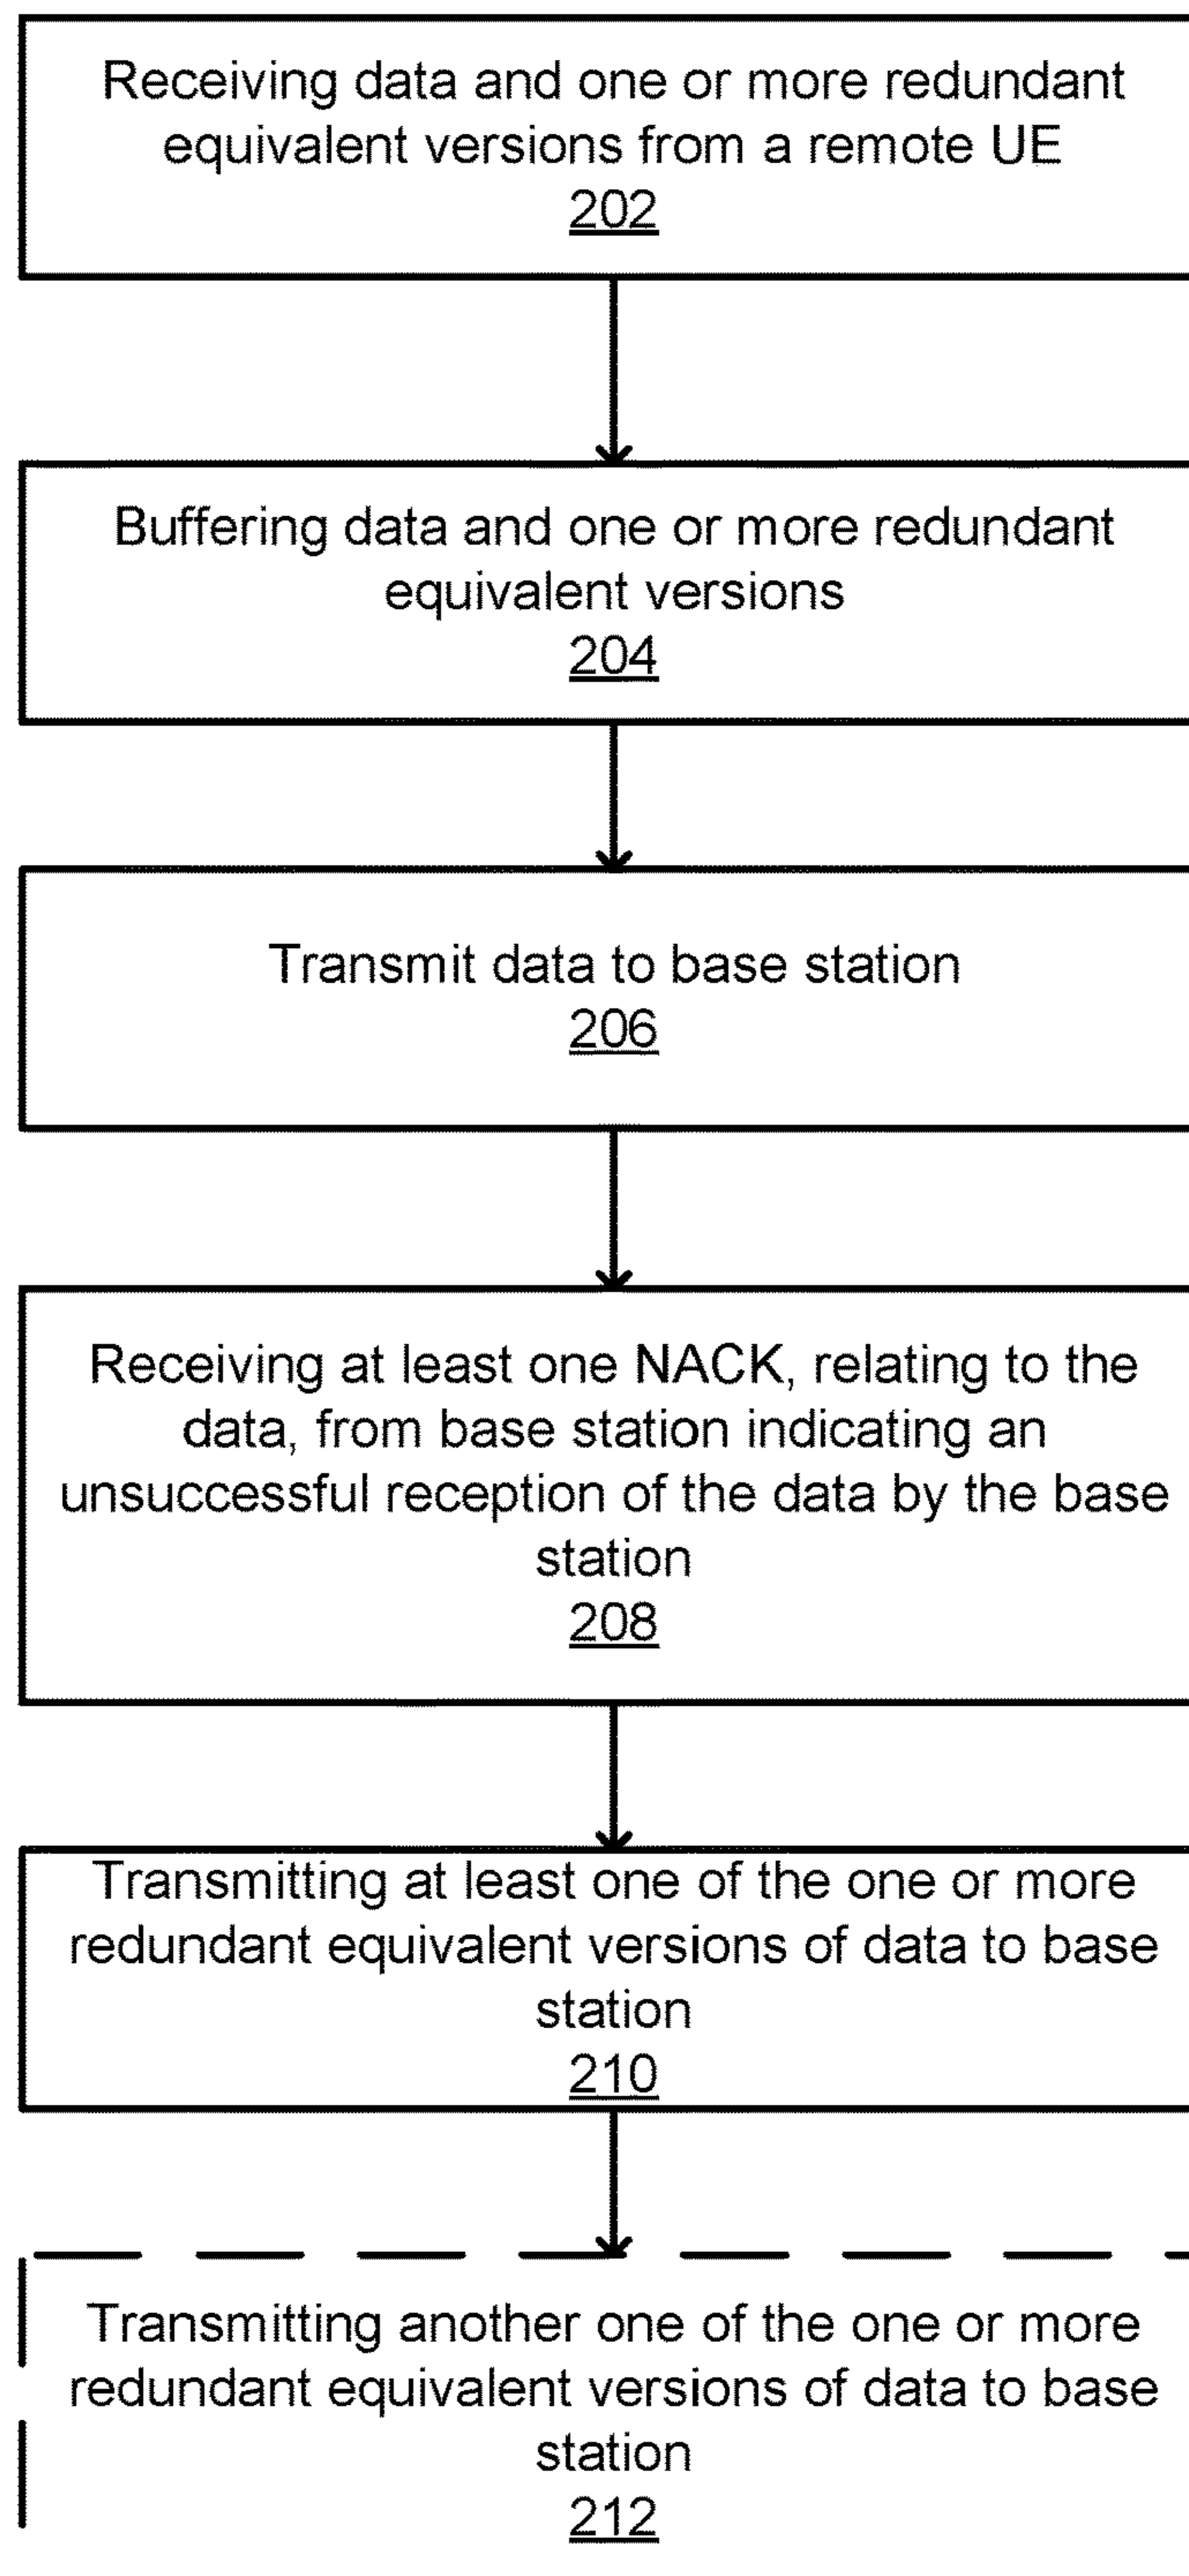 Receiving data and one or more redundant
equivalent versions from a remote UE
202
Buffering data and one or more redundant
equivalent versions
204
Transmit data to base station
206
Receiving at least one NACK, relating to the
data, from base station indicating an
unsuccessful reception of the data by the base
station
208
Transmitting at least one of the one or more
redundant equivalent versions of data to base
station
210
Transmitting another one of the one or more
redundant equivalent versions of data to base
station
212